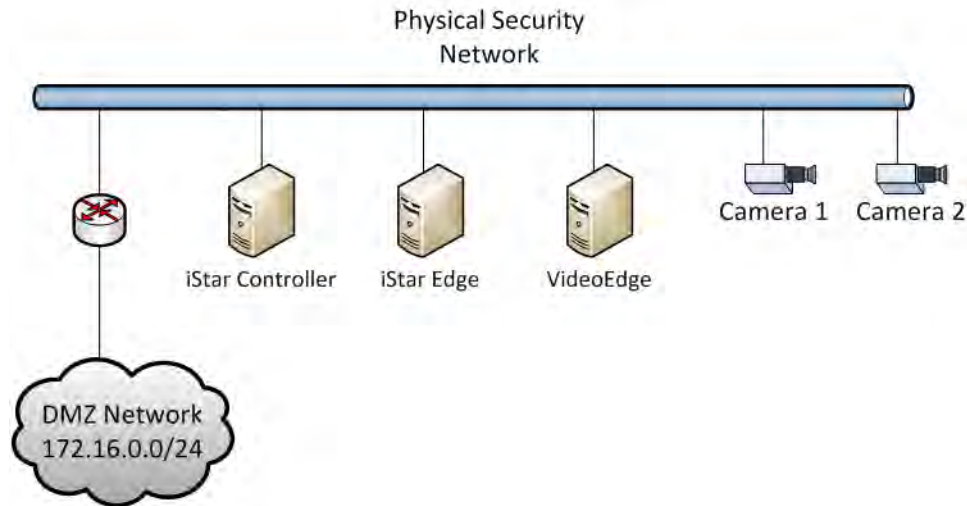 Physical Security
Network
iStar Controller
iStar Edge
VideoEdge
Camera 1
Camera 2
DMZ Network
172.16.0.0/24